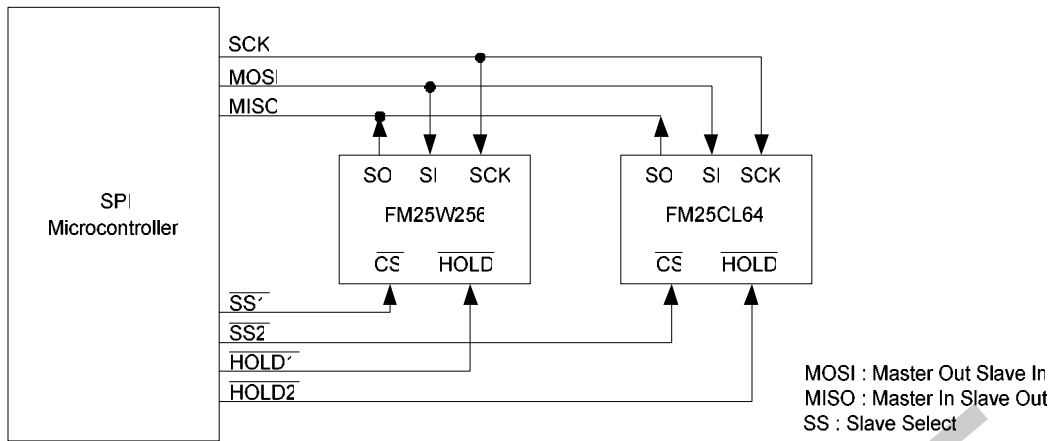 SCK
MOSI
MISO
SO SI SCK
FM25W256
CS HOLD
SO SI SCK
FM25CL64
CS HOLD
SPI
Microcontroller
SS1
SS2
HOLD1
HOLD2
MOSI : Master Out Slave In
MISO : Master In Slave Out
SS : Slave Select